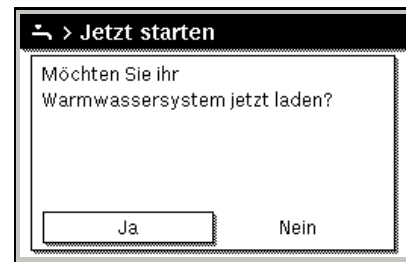 > Jetzt starten
Möchten Sie ihr
Warmwassersystem jetzt laden?
Ja
Nein